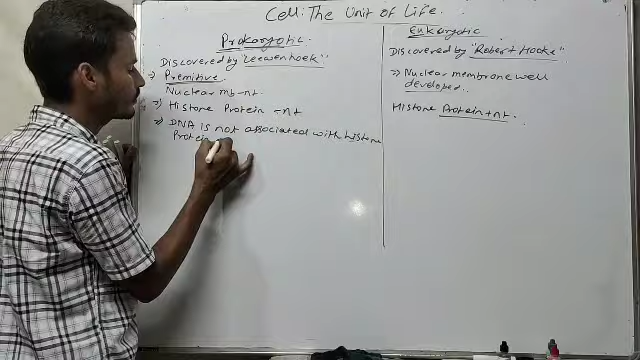 Cell: The Unit of Life.
Prokaryotic.
Discovered by "Leewenhoek"
→ Premitive.
Nuclear mb -nt.
→) Histone Protein -nt
⇒) DNA is not associated with histone
Protein
Eukaryotic
Discovered by "Robert Hooke"
⇒) Nuclear membrane well
developed.
Histone Protein +nt.